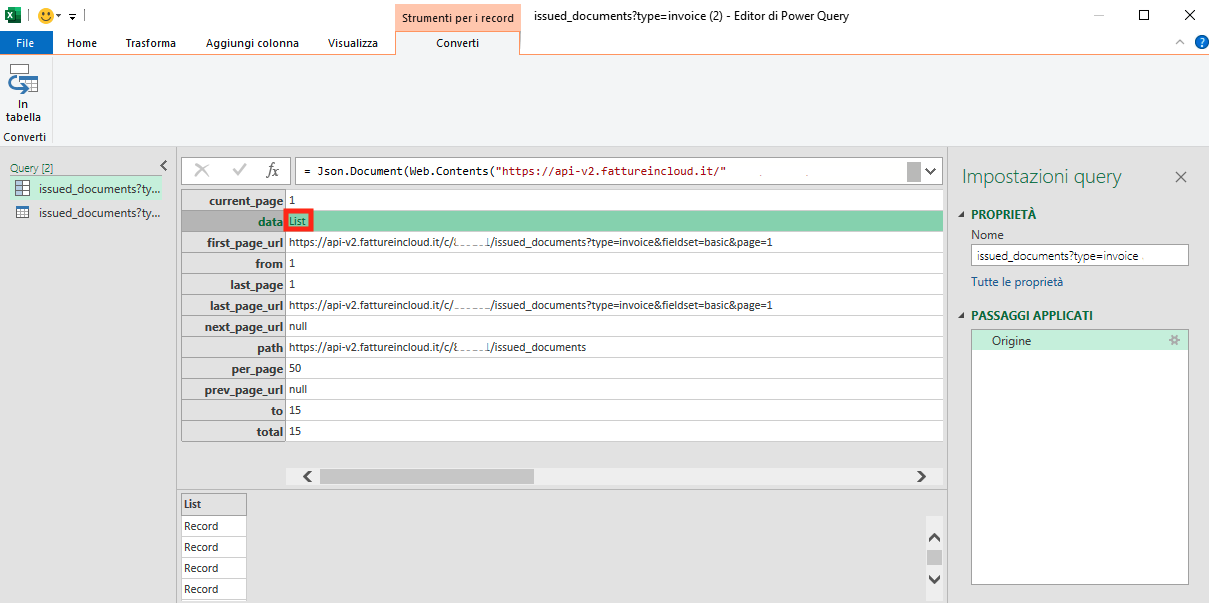 Strumenti per i record
issued_documents?type=invoice (2) - Editor di Power Query
File Home Trasforma Aggiungi colonna Visualizza Converti
In
tabella
Converti
Query [2]
issued_documents?ty...
issued_documents?ty...
fx
= Json.Document(Web.Contents("https://api-v2.fattureincloud.it/"
current_page 1
data List
first_page_url https://api-v2.fattureincloud.it/c/ /issued_documents?type=invoice&fieldset=basic&page=1
from 1
last_page 1
last_page_url https://api-v2.fattureincloud.it/c/ /issued_documents?type=invoice&fieldset=basic&page=1
next_page_url null
path https://api-v2.fattureincloud.it/c/ /issued_documents
per_page 50
prev_page_url null
to 15
total 15
List
Record
Record
Record
Record
Impostazioni query
PROPRIETÀ
Nome
issued_documents?type=invoice
Tutte le proprietà
PASSAGGI APPLICATI
Origine